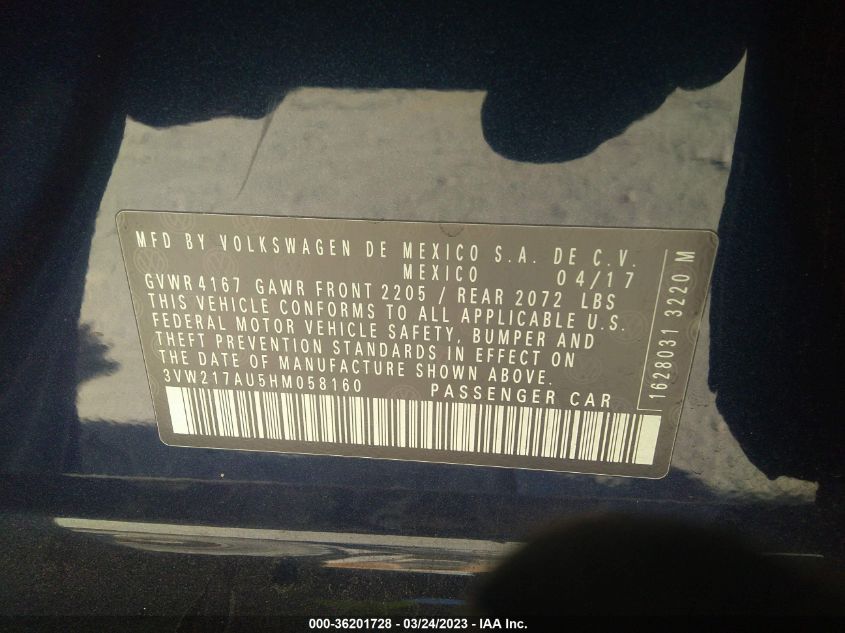 MFD BY VOLKSWAGEN DE MEXICO S.A. DE C.V.
MEXICO 04/17
GVWR 4167 GAWR FRONT 2205 / REAR 2072 LBS
THIS VEHICLE CONFORMS TO ALL APPLICABLE U.S.
FEDERAL MOTOR VEHICLE SAFETY, BUMPER AND
THEFT PREVENTION STANDARDS IN EFFECT ON
THE DATE OF MANUFACTURE SHOWN ABOVE.
3VW217AU5HM058160 PASSENGER CAR
1628031 3220 M
000-36201728 - 03/24/2023 - IAA Inc.